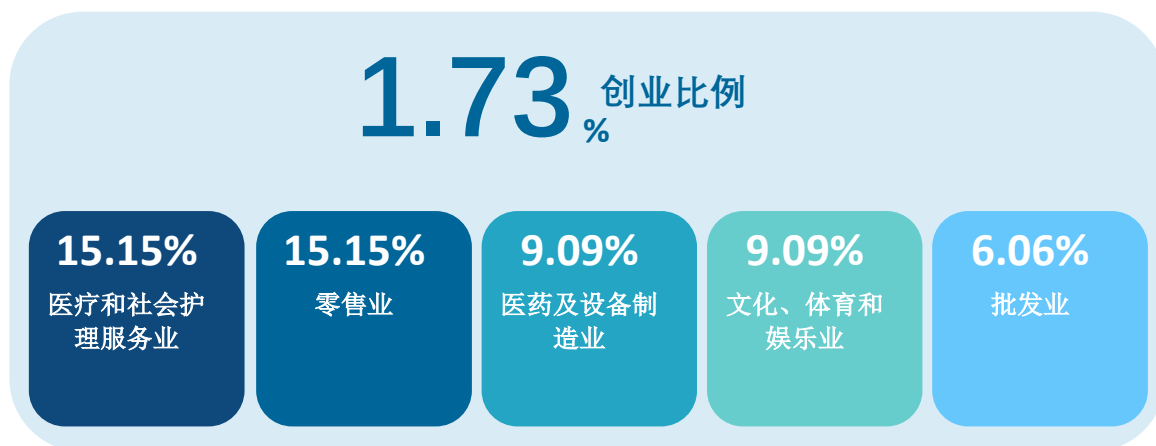 1.73% 创业比例
15.15%
医疗和社会护
理服务业
15.15%
零售业
9.09%
医药及设备制
造业
9.09%
文化、体育和
娱乐业
6.06%
批发业